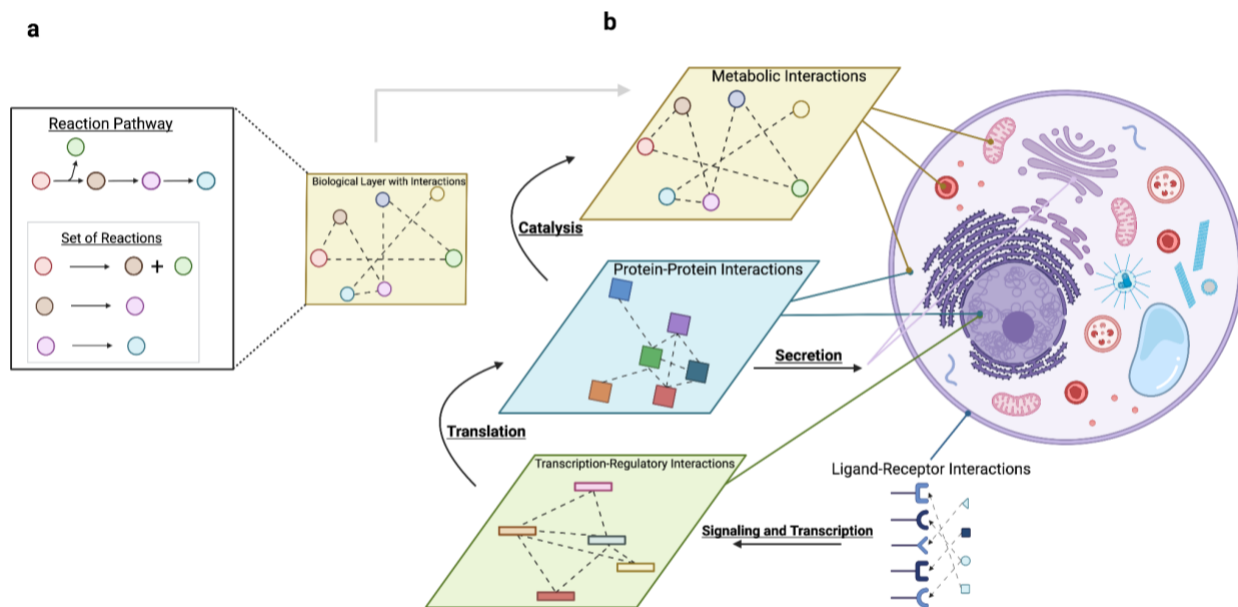 a
b
Reaction Pathway
Set of Reactions
+
Biological Layer with Interactions
Metabolic Interactions
Catalysis
Protein-Protein Interactions
Secretion
Translation
Transcription-Regulatory Interactions
Ligand-Receptor Interactions
Signaling and Transcription